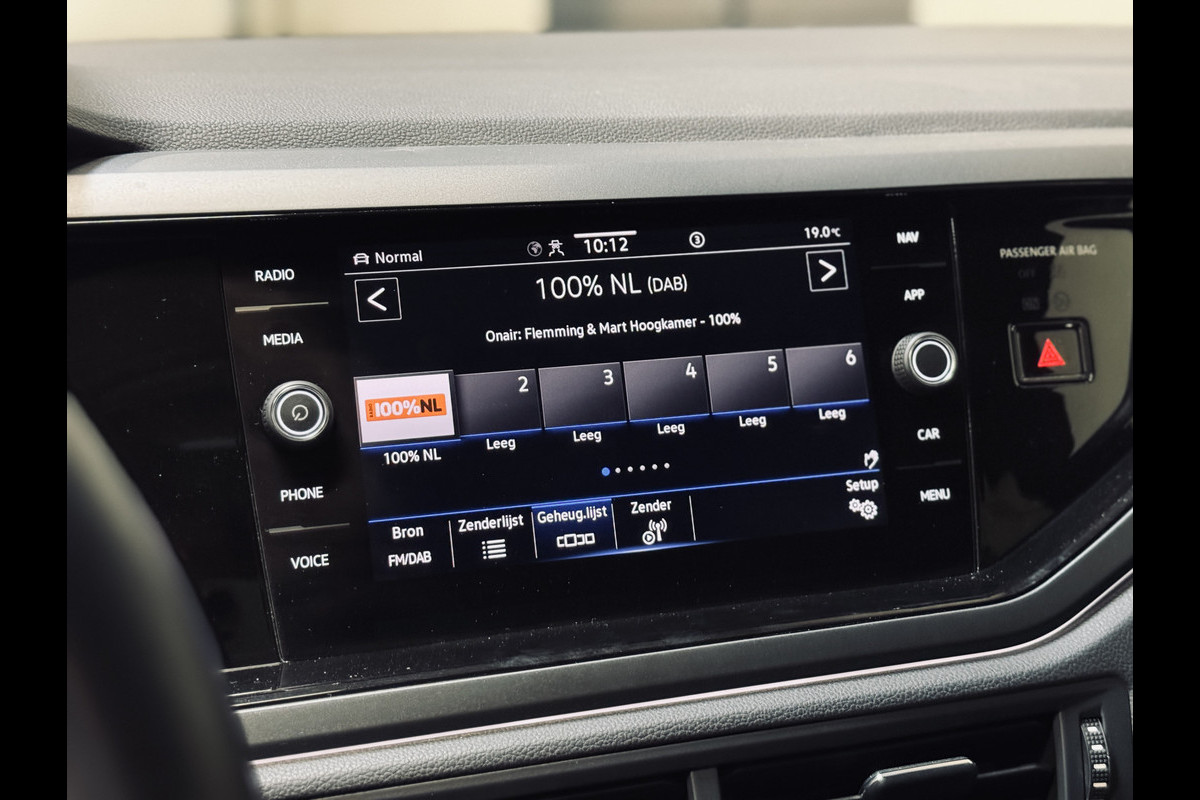 Normal
10:12
3
19.0°C
RADIO
MEDIA
PHONE
VOICE
NAV
APP
CAR
MENU
PASSENGER AIR BAG
100% NL (DAB)
Onair: Flemming & Mart Hoogkamer - 100%
100%NL
2
3
4
5
6
100% NL
Leeg
Leeg
Leeg
Leeg
Leeg
Bron
FM/DAB
Zenderlijst
Geheug.lijst
Zender
Setup